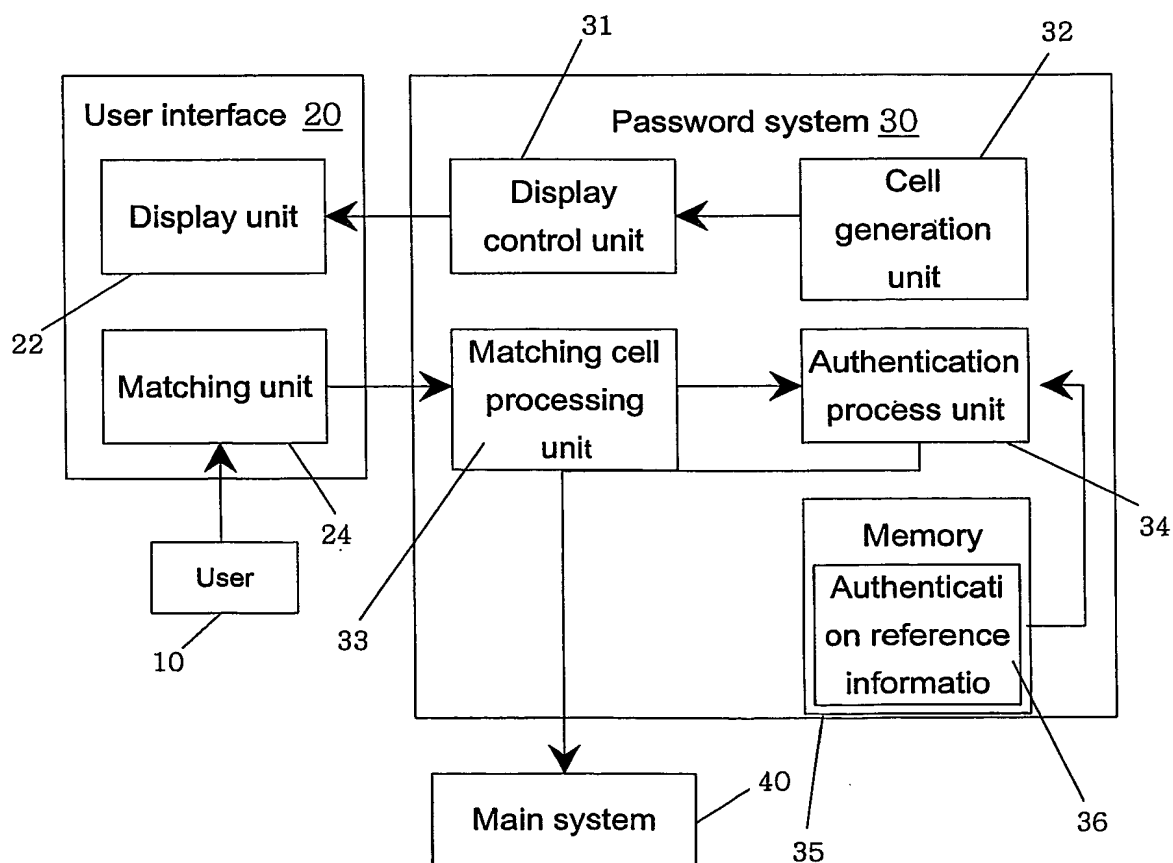 31
32
User interface 20
Password system 30
Display unit
Display
control unit
Cell
generation
unit
22
Matching unit
Matching cell
processing
unit
Authentication
process unit
24
34
User
Memory
Authenticati
on reference
informatio
10
33
40
Main system
35
36